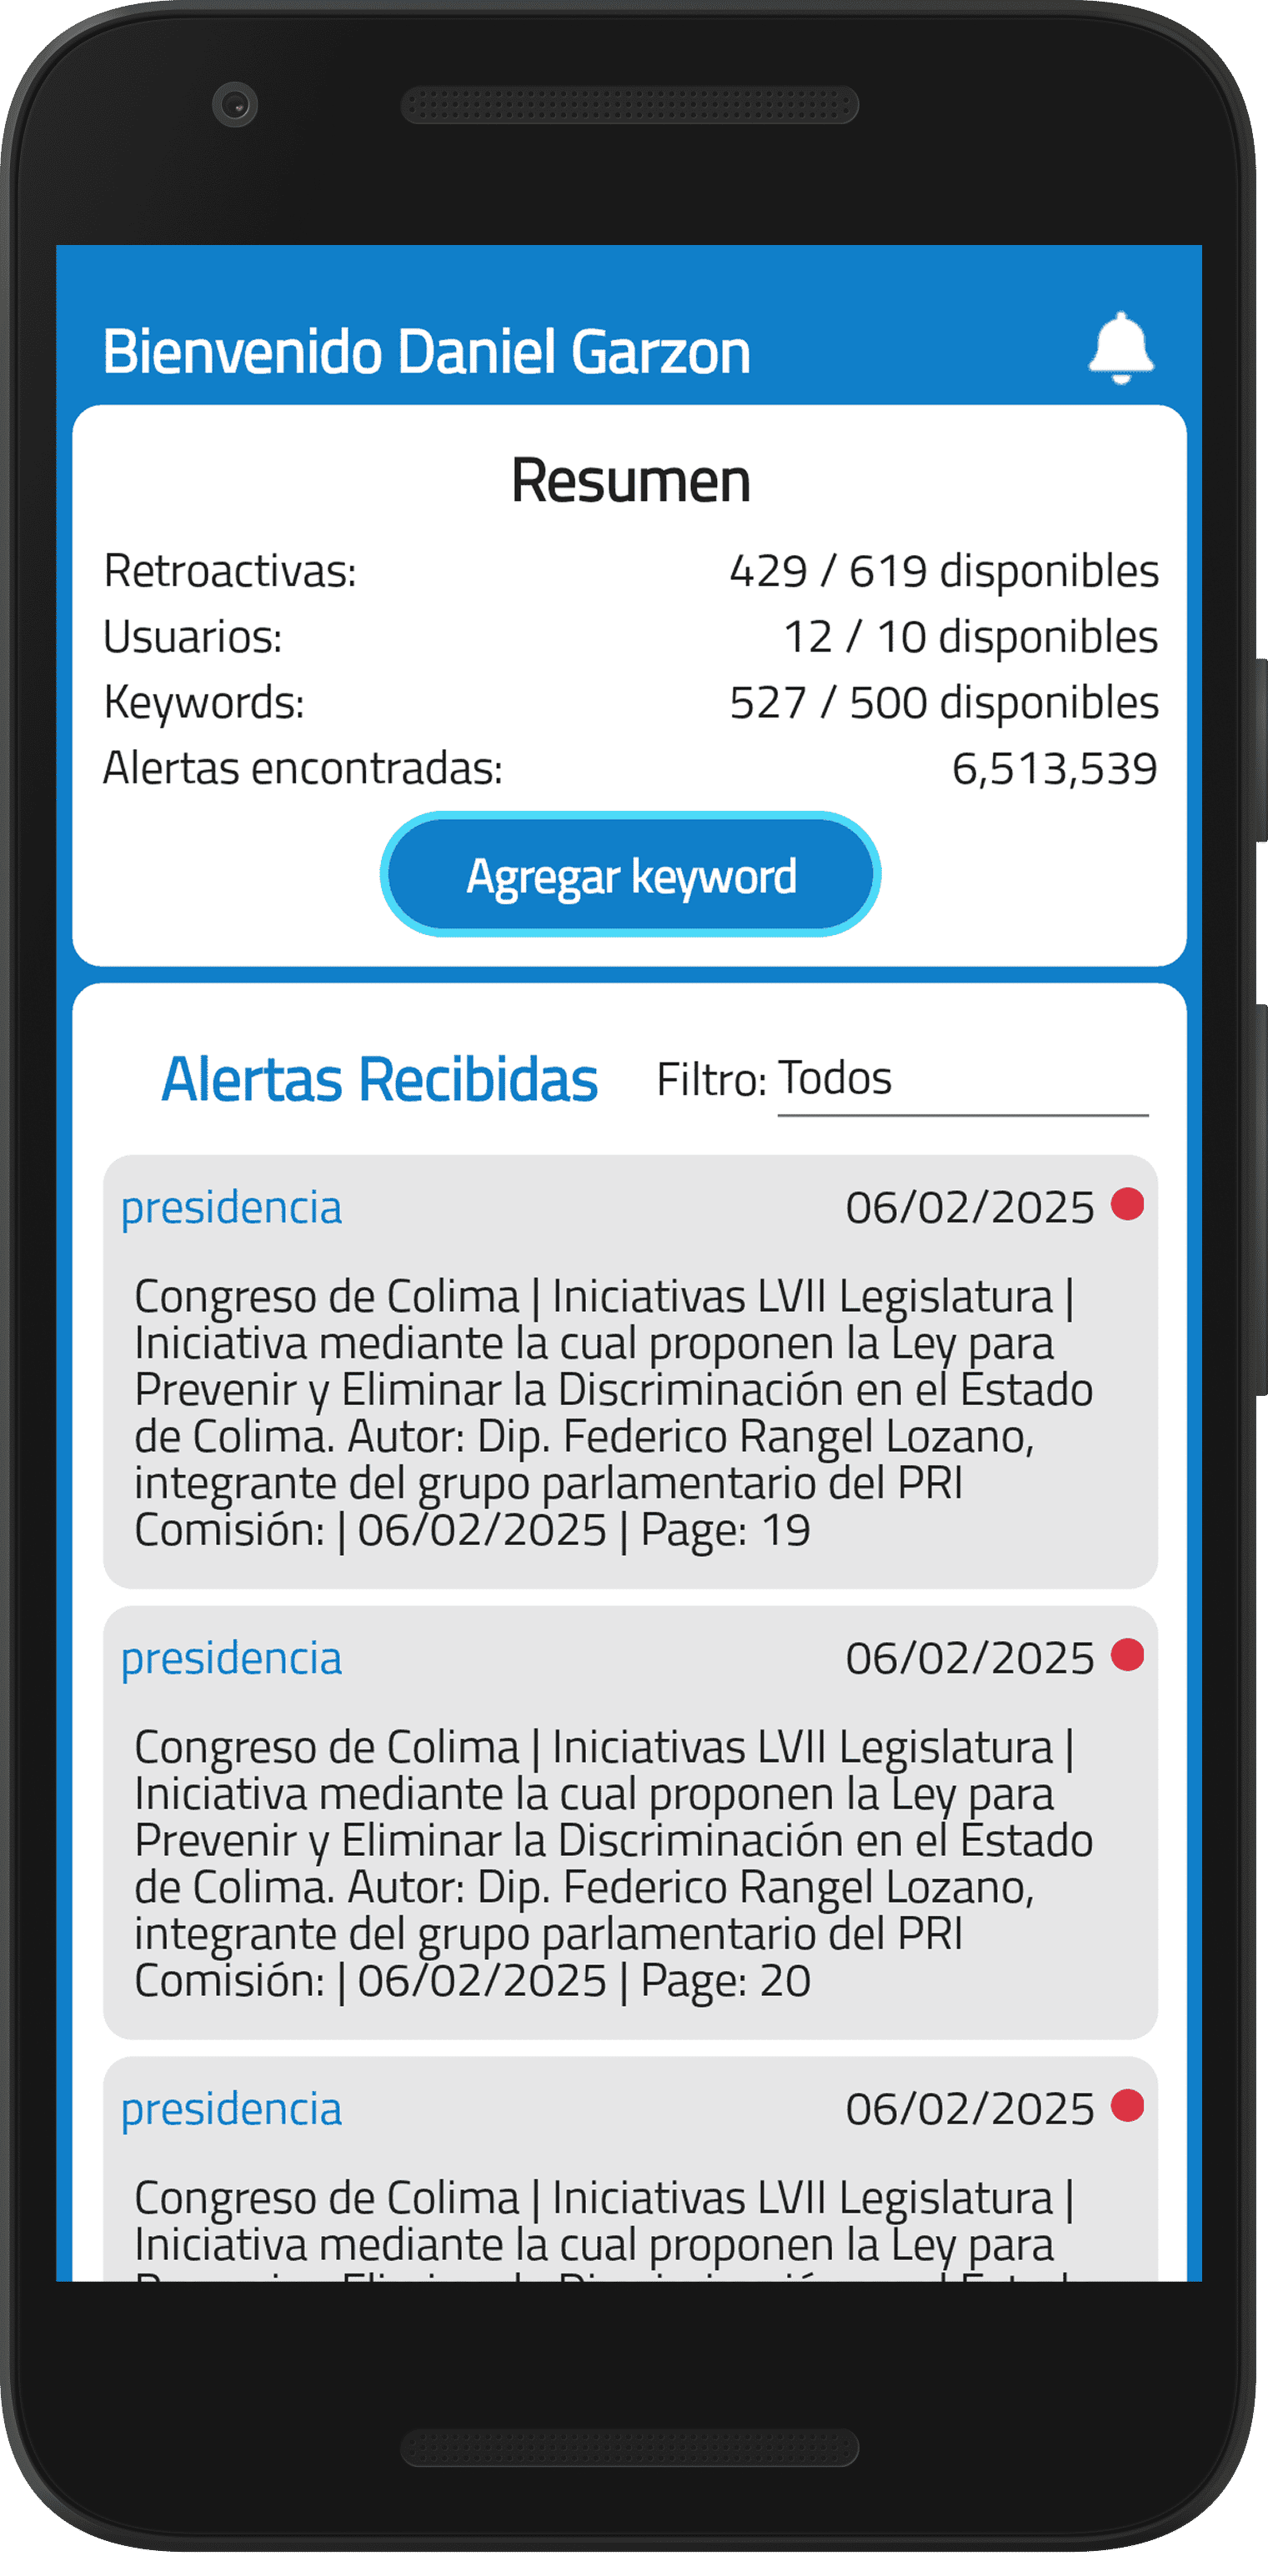 Bienvenido Daniel Garzon
Resumen
Retroactivas: 429 / 619 disponibles
Usuarios: 12 / 10 disponibles
Keywords: 527 / 500 disponibles
Alertas encontradas: 6,513,539
Agregar keyword
Alertas Recibidas Filtro: Todos
presidencia 06/02/2025
Congreso de Colima | Iniciativas LVII Legislatura |
Iniciativa mediante la cual proponen la Ley para
Prevenir y Eliminar la Discriminación en el Estado
de Colima. Autor: Dip. Federico Rangel Lozano,
integrante del grupo parlamentario del PRI
Comisión: | 06/02/2025 | Page: 19
presidencia 06/02/2025
Congreso de Colima | Iniciativas LVII Legislatura |
Iniciativa mediante la cual proponen la Ley para
Prevenir y Eliminar la Discriminación en el Estado
de Colima. Autor: Dip. Federico Rangel Lozano,
integrante del grupo parlamentario del PRI
Comisión: | 06/02/2025 | Page: 20
presidencia 06/02/2025
Congreso de Colima | Iniciativas LVII Legislatura |
Iniciativa mediante la cual proponen la Ley para